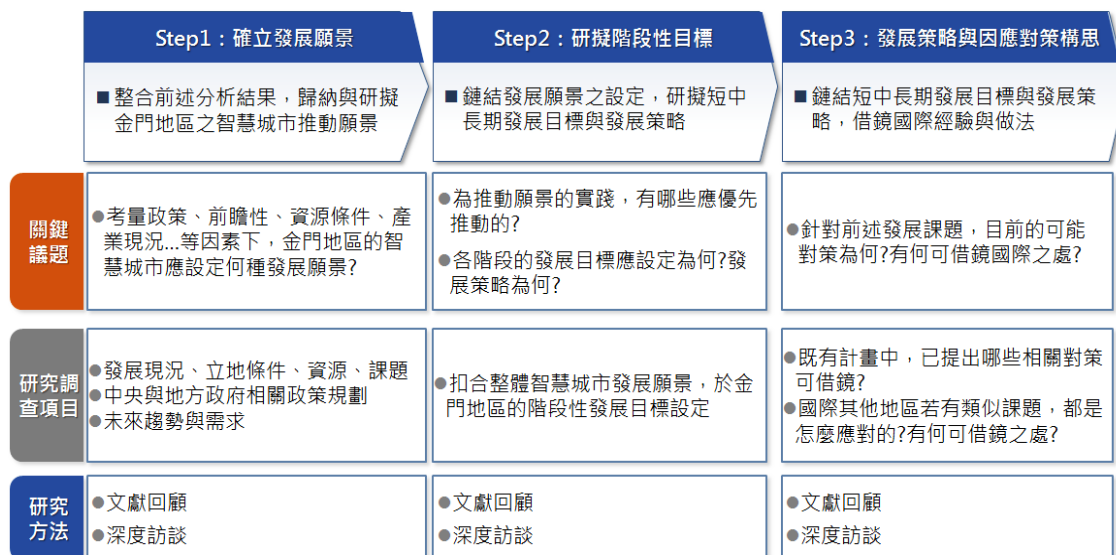 Step1：確立發展願景
Step2：研擬階段性目標
Step3：發展策略與因應對策構思
■整合前述分析結果，歸納與研擬
金門地區之智慧城市推動願景
■鏈結發展願景之設定，研擬短中
長期發展目標與發展策略
■鏈結短中長期發展目標與發展策
略，借鏡國際經驗與做法
關鍵
議題
●考量政策、前瞻性、資源條件、產
業現況...等因素下，金門地區的智
慧城市應設定何種發展願景?
●為推動願景的實踐，有哪些應優先
推動的?
●各階段的發展目標應設定為何?發
展策略為何?
●針對前述發展課題，目前的可能
對策為何?有何可借鏡國際之處?
研究調
查項目
●發展現況、立地條件、資源、課題
●中央與地方政府相關政策規劃
●未來趨勢與需求
●扣合整體智慧城市發展願景，於金
門地區的階段性發展目標設定
●既有計畫中，已提出哪些相關對策
可借鏡?
●國際其他地區若有類似課題，都是
怎麼應對的?有何可借鏡之處?
研究
方法
●文獻回顧
●深度訪談
●文獻回顧
●深度訪談
●文獻回顧
●深度訪談